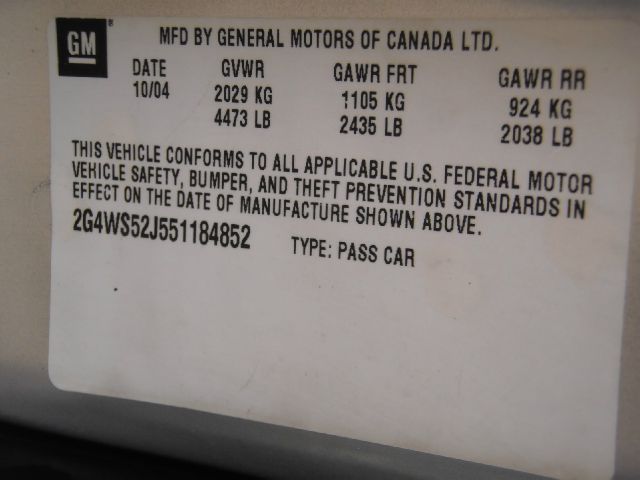 GM ® MFD BY GENERAL MOTORS OF CANADA LTD.
DATE GVWR GAWR FRT GAWR RR
10/04 2029 KG 1105 KG 924 KG
4473 LB 2435 LB 2038 LB
THIS VEHICLE CONFORMS TO ALL APPLICABLE U.S. FEDERAL MOTOR
VEHICLE SAFETY, BUMPER, AND THEFT PREVENTION STANDARDS IN
EFFECT ON THE DATE OF MANUFACTURE SHOWN ABOVE.
2G4WS52J551184852 TYPE: PASS CAR